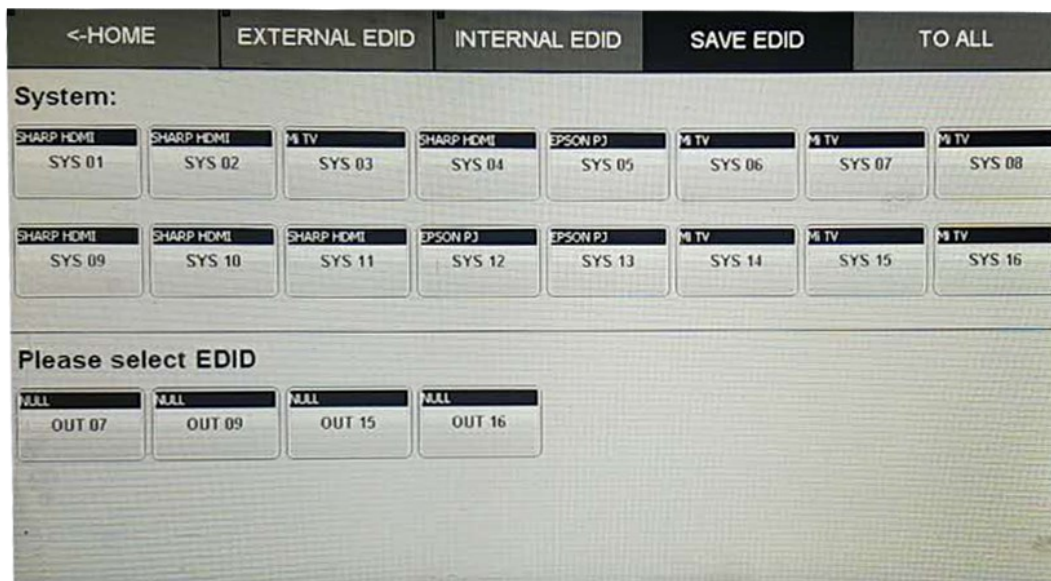 <-HOME EXTERNAL EDID INTERNAL EDID SAVE EDID TO ALL
System:
SHARP HDMI SHARP HDMI Mi TV SHARP HDMI EPSON PJ Mi TV Mi TV Mi TV
SYS 01 SYS 02 SYS 03 SYS 04 SYS 05 SYS 06 SYS 07 SYS 08
SHARP HDMI SHARP HDMI SHARP HDMI EPSON PJ EPSON PJ Mi TV Mi TV Mi TV
SYS 09 SYS 10 SYS 11 SYS 12 SYS 13 SYS 14 SYS 15 SYS 16
Please select EDID
NULL NULL NULL NULL
OUT 07 OUT 09 OUT 15 OUT 16